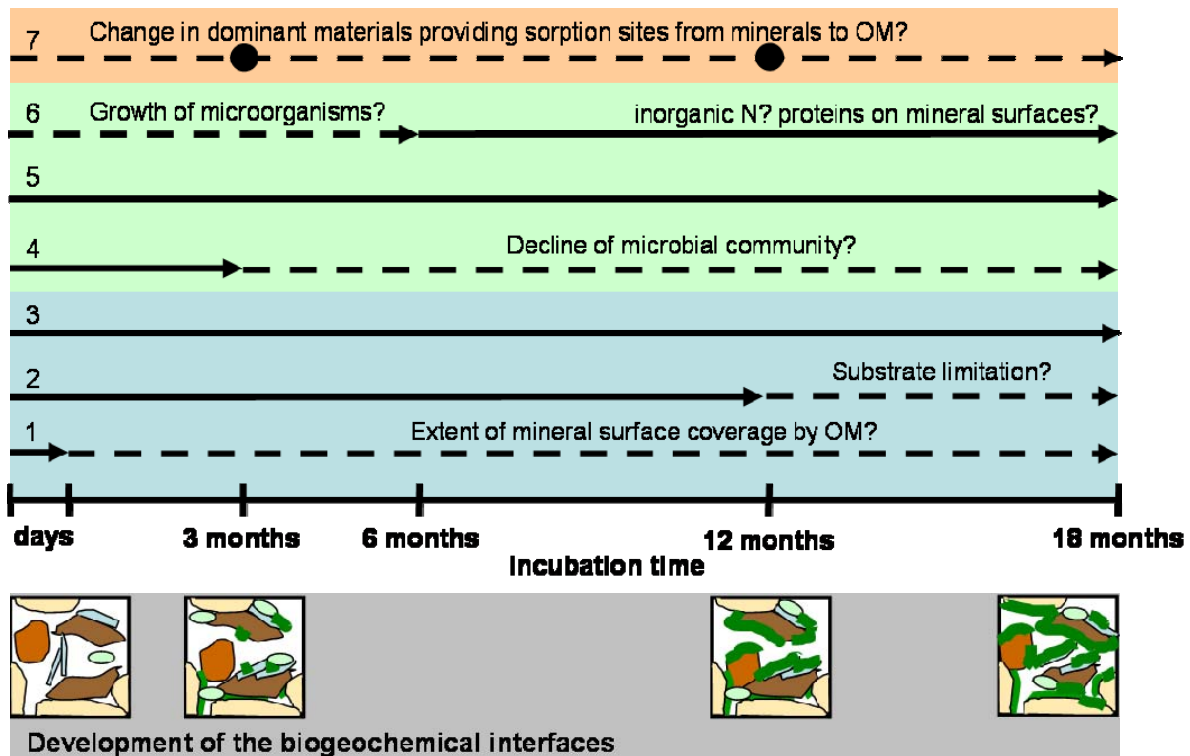 7
Change in dominant materials providing sorption sites from minerals to OM?
6
Growth of microorganisms?
inorganic N? proteins on mineral surfaces?
5
4
Decline of microbial community?
3
2
Substrate limitation?
1
Extent of mineral surface coverage by OM?
days
3 months
6 months
12 months
18 months
Incubation time
Development of the biogeochemical interfaces